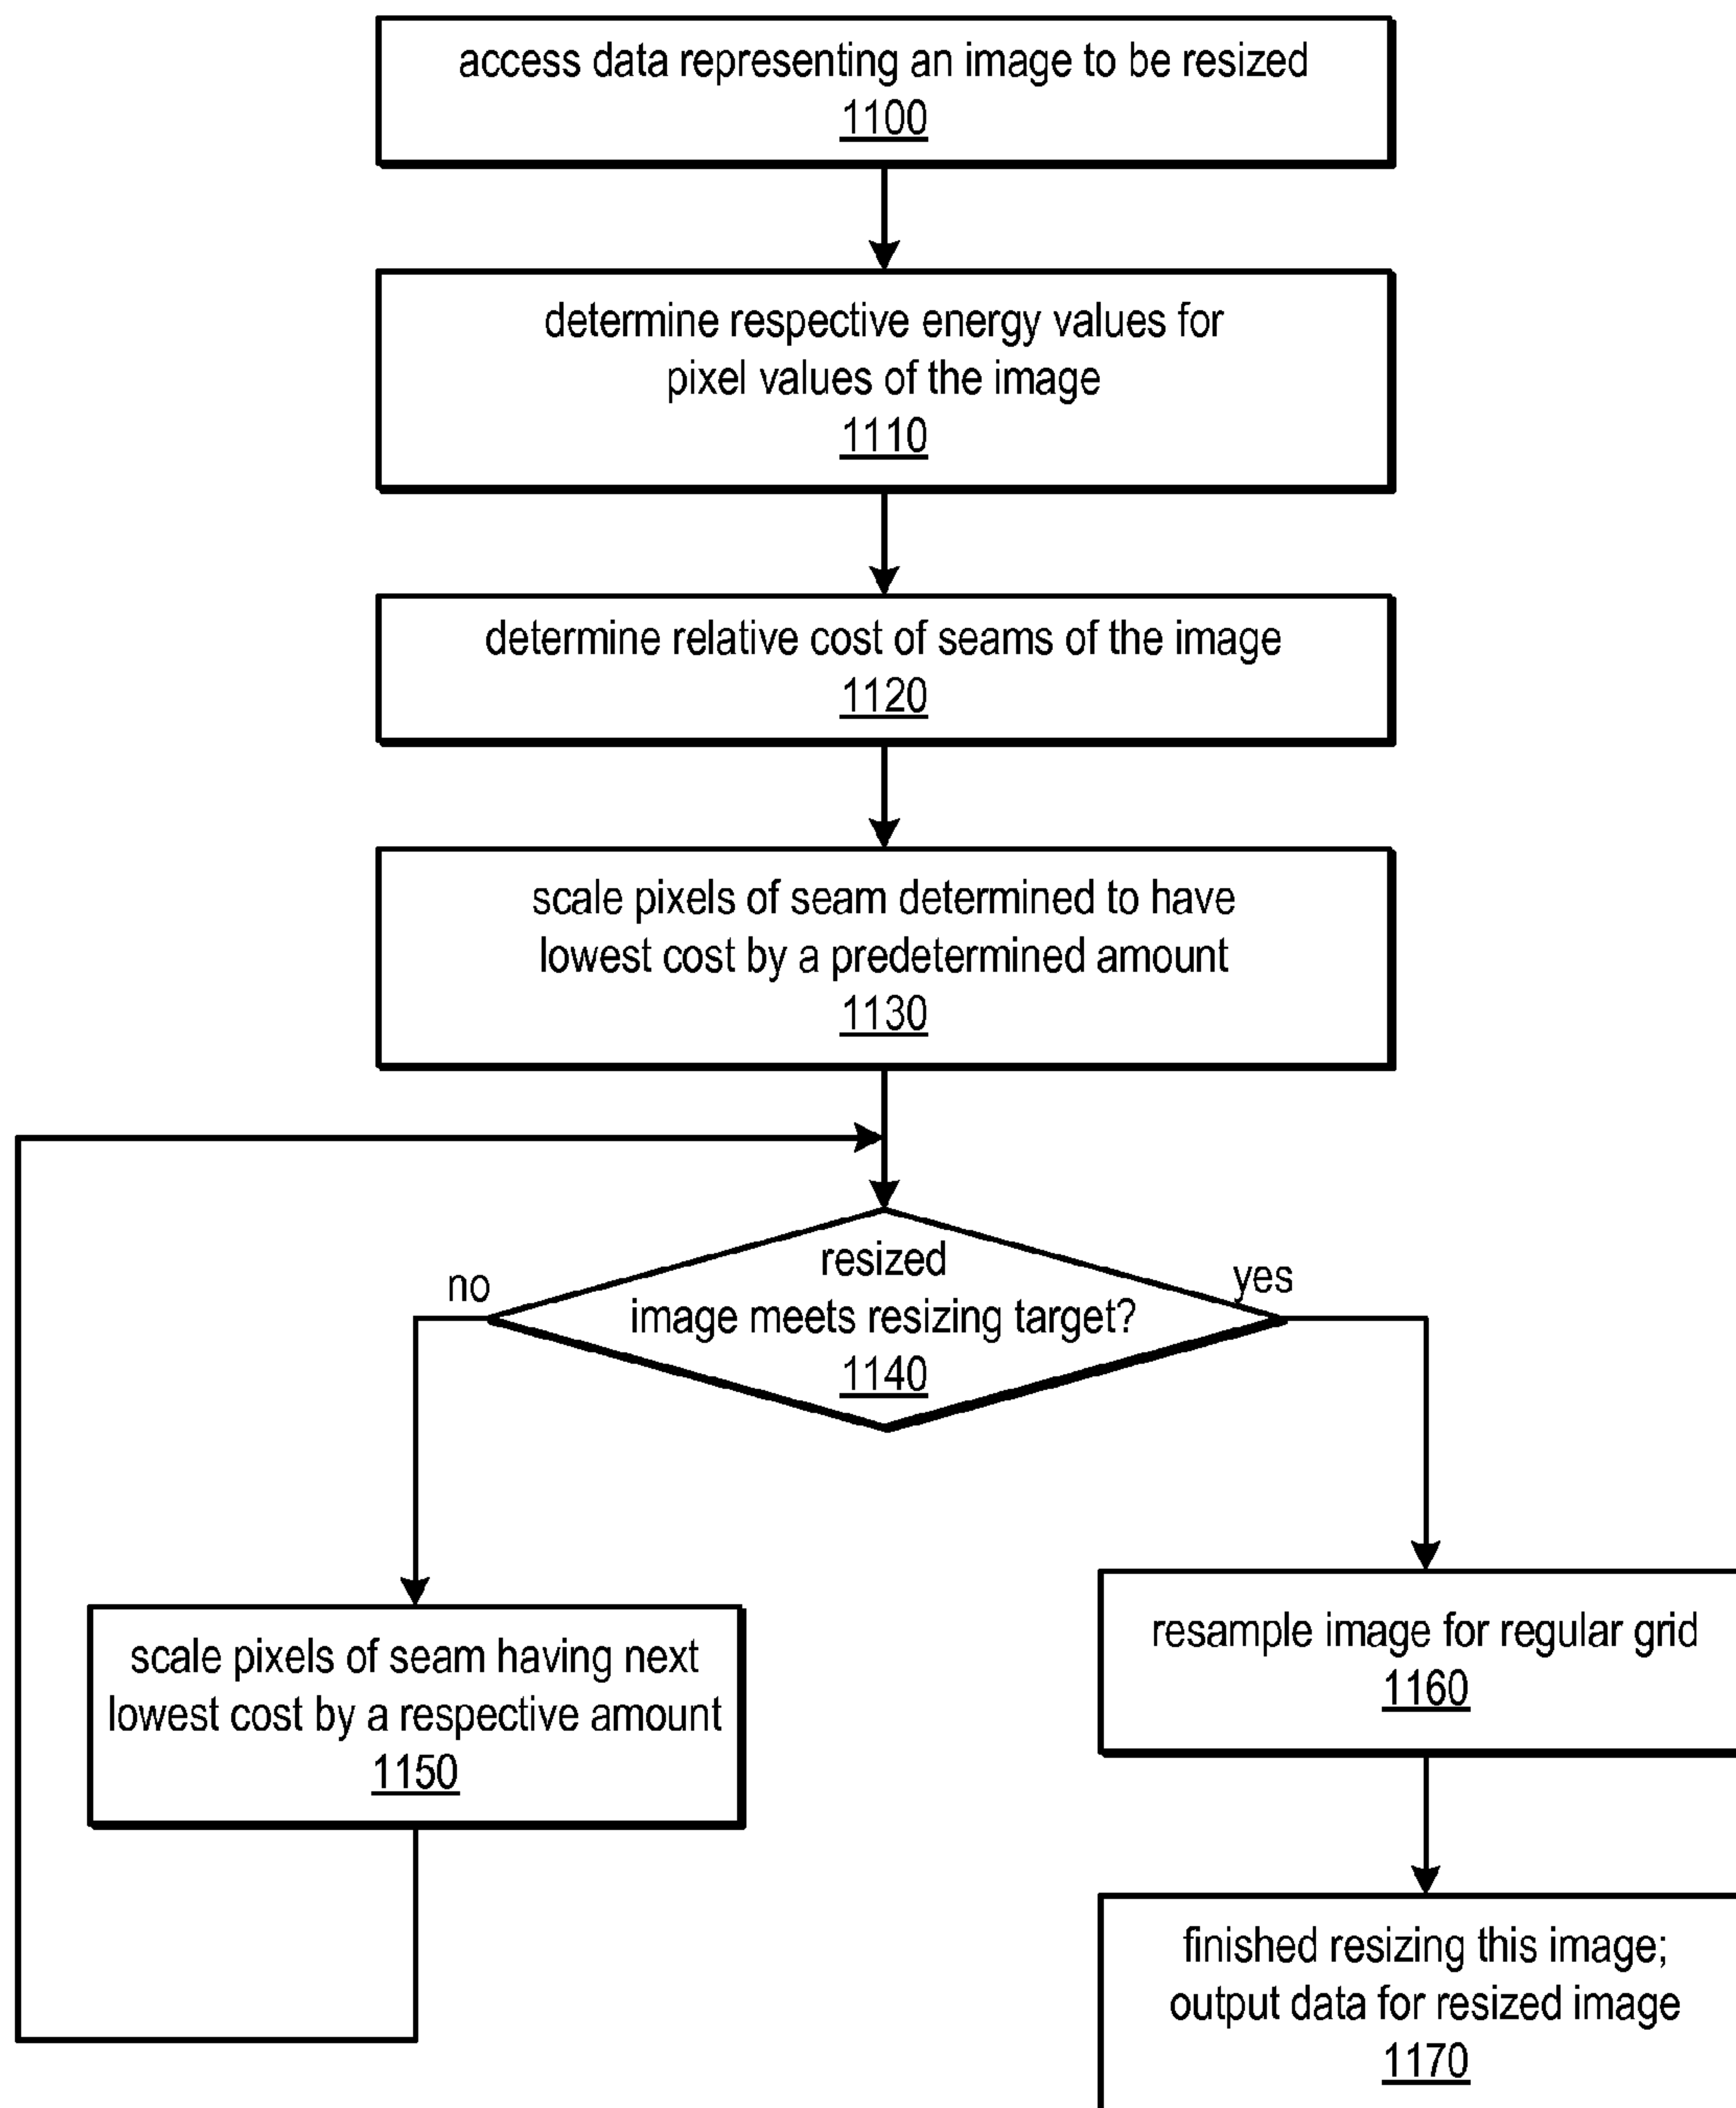 access data representing an image to be resized
1100
determine respective energy values for
pixel values of the image
1110
determine relative cost of seams of the image
1120
scale pixels of seam determined to have
lowest cost by a predetermined amount
1130
resized
image meets resizing target?
1140
no
yes
scale pixels of seam having next
lowest cost by a respective amount
1150
resample image for regular grid
1160
finished resizing this image;
output data for resized image
1170